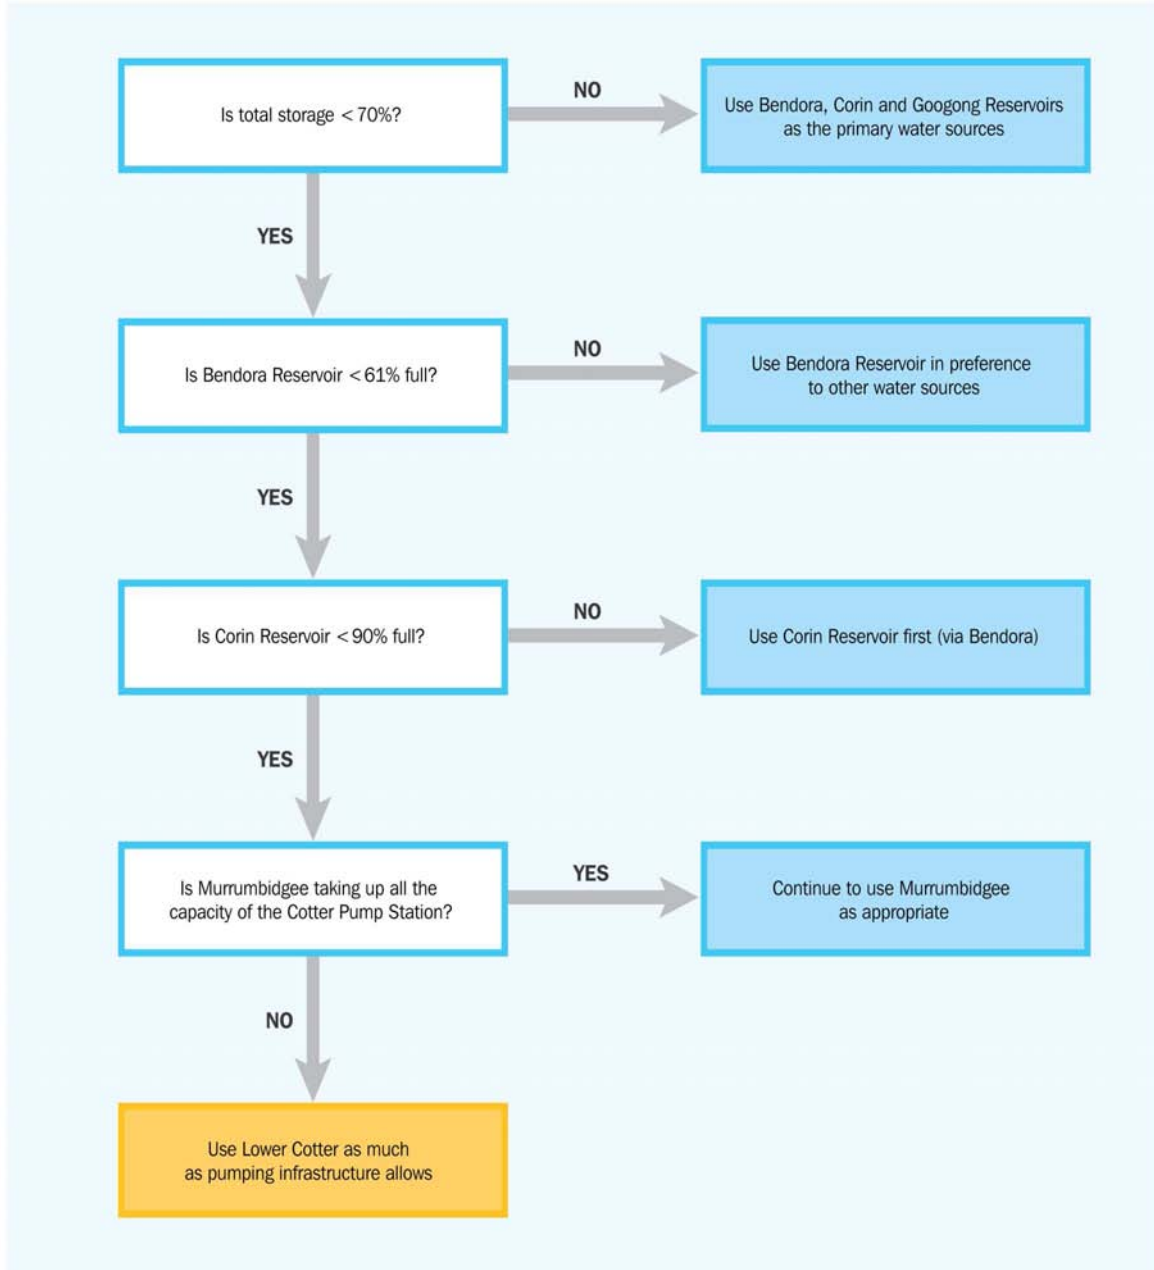 Is total storage < 70%?
NO
Use Bendora, Corin and Googong Reservoirs
as the primary water sources
YES
Is Bendora Reservoir < 61% full?
NO
Use Bendora Reservoir in preference
to other water sources
YES
Is Corin Reservoir < 90% full?
NO
Use Corin Reservoir first (via Bendora)
YES
Is Murrumbidgee taking up all the
capacity of the Cotter Pump Station?
YES
Continue to use Murrumbidgee
as appropriate
NO
Use Lower Cotter as much
as pumping infrastructure allows